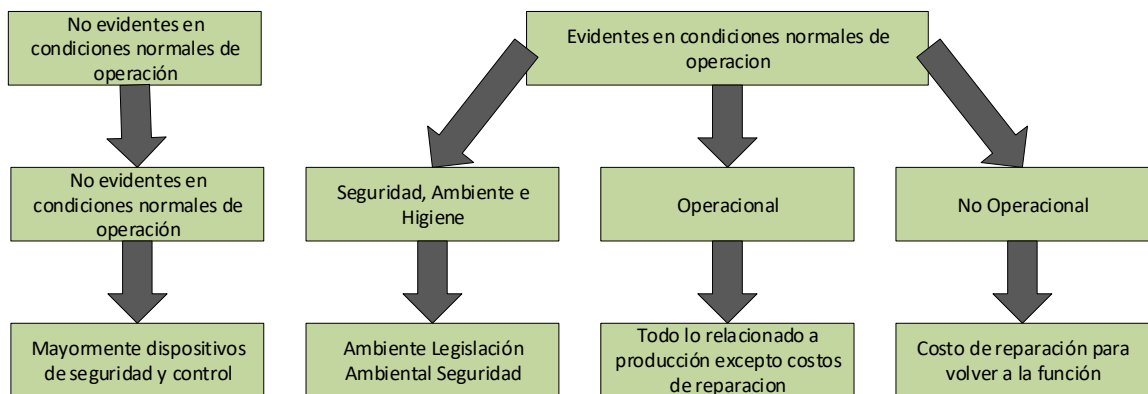 No evidentes en
condiciones normales de
operación
Evidentes en condiciones normales de
operacion
No evidentes en
condiciones normales de
operación
Seguridad, Ambiente e
Higiene
Operacional
No Operacional
Mayormente dispositivos
de seguridad y control
Ambiente Legislación
Ambiental Seguridad
Todo lo relacionado a
producción excepto costos
de reparacion
Costo de reparación para
volver a la función